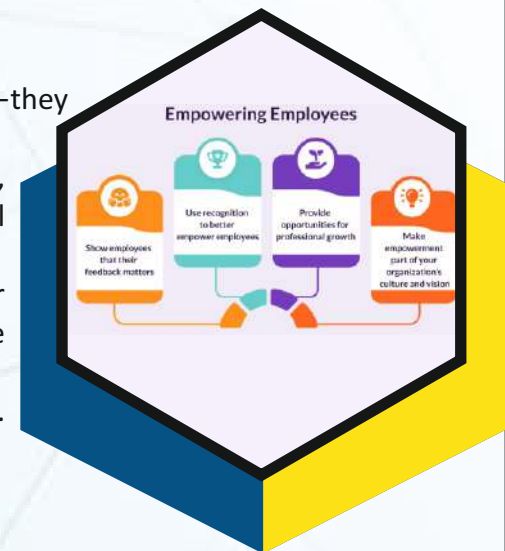 -they
,
l
r
e
.
Empowering Employees
Show employees
that their
feedback matters
Use recognition
to better
empower employees
Provide
opportunities for
professional growth
Make
empowerment
part of your
organization's
culture and vision